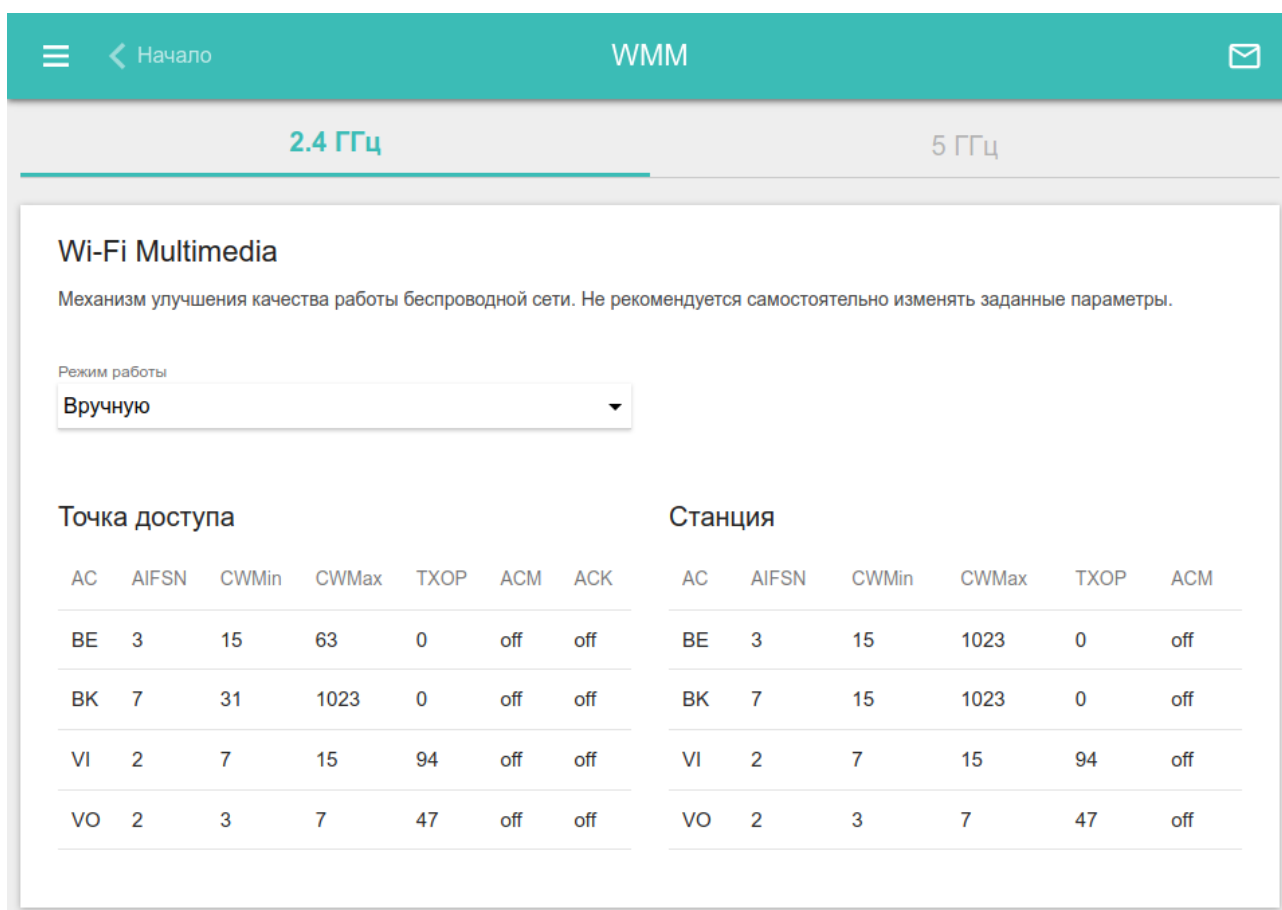 Начало
WMM
2.4 ГГц 5 ГГц
Wi-Fi Multimedia
Механизм улучшения качества работы беспроводной сети. Не рекомендуется самостоятельно изменять заданные параметры.
Режим работы
Вручную
Точка доступа
AC AIFSN CWMin CWMax TXOP ACM ACK
BE 3 15 63 0 off off
BK 7 31 1023 0 off off
VI 2 7 15 94 off off
VO 2 3 7 47 off off
Станция
AC AIFSN CWMin CWMax TXOP ACM
BE 3 15 1023 0 off
BK 7 15 1023 0 off
VI 2 7 15 94 off
VO 2 3 7 47 off